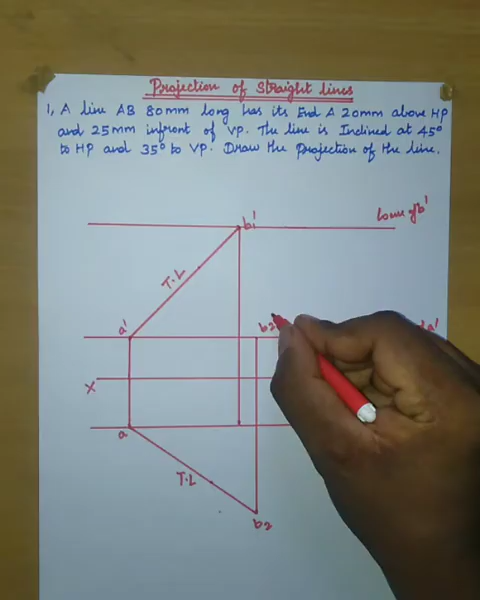 Projection of Straight lines
1, A line AB 80mm long has its End A 20mm above HP
and 25mm infront of VP. The line is Inclined at 45°
to HP and 35° to VP. Draw the Projection of the line.
locus of b'
b1'
T.L
a'
b2
a'
X
a
T.L
b2